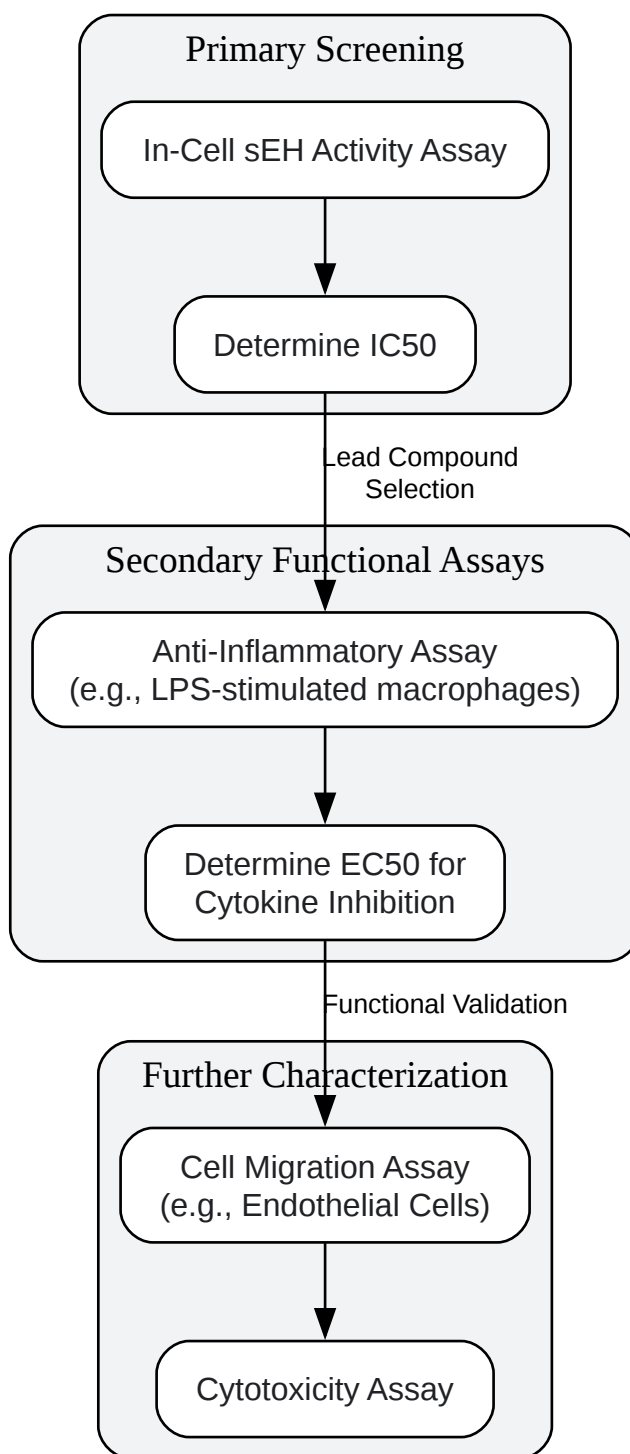 Primary Screening
In-Cell sEH Activity Assay
Determine IC50
Lead Compound
Selection
Secondary Functional Assays
Anti-Inflammatory Assay
(e.g., LPS-stimulated macrophages)
Determine EC50 for
Cytokine Inhibition
Functional Validation
Further Characterization
Cell Migration Assay
(e.g., Endothelial Cells)
Cytotoxicity Assay